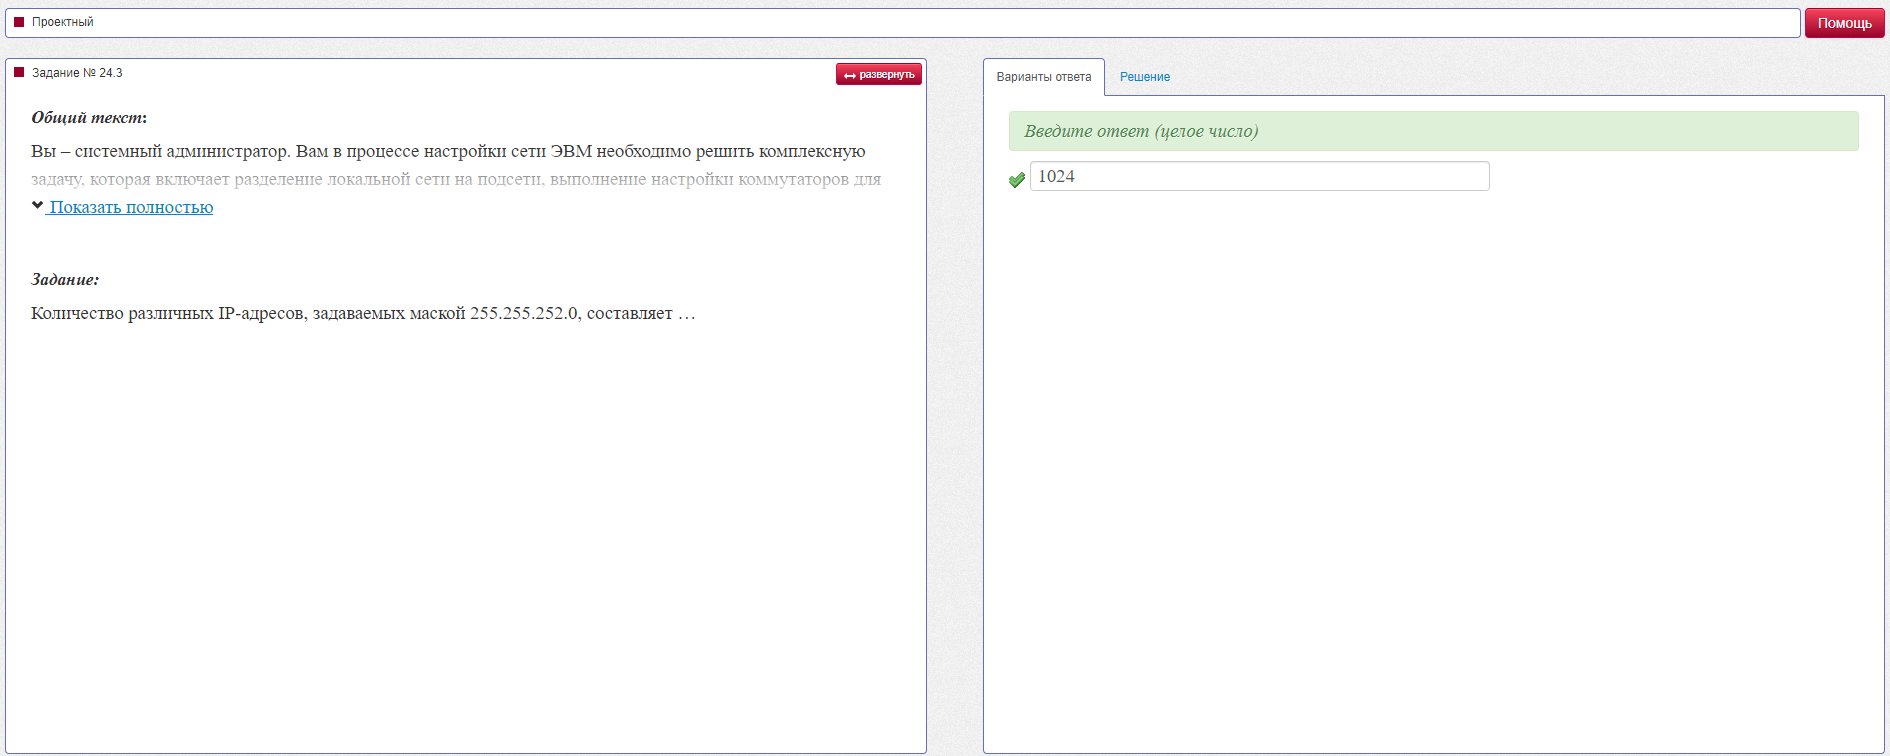 Проектный
Помощь
Задание № 24.3
развернуть
Общий текст:
Вы – системный администратор. Вам в процессе настройки сети ЭВМ необходимо решить комплексную
задачу, которая включает разделение локальной сети на подсети, выполнение настройки коммутаторов для
Показать полностью
Задание:
Количество различных IP-адресов, задаваемых маской 255.255.252.0, составляет …
Варианты ответа
Решение
Введите ответ (целое число)
1024